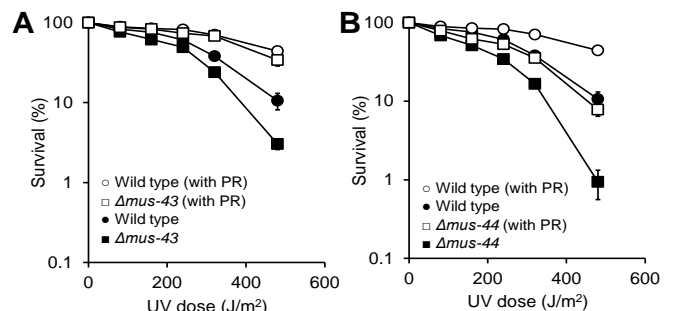 A
100
10
1
0.1
Survival (%)
○ Wild type (with PR)
□ Δmus-43 (with PR)
● Wild type
■ Δmus-43
0 200 400 600
UV dose (J/m²)
B
100
10
1
0.1
Survival (%)
○ Wild type (with PR)
● Wild type
□ Δmus-44 (with PR)
■ Δmus-44
0 200 400 600
UV dose (J/m²)